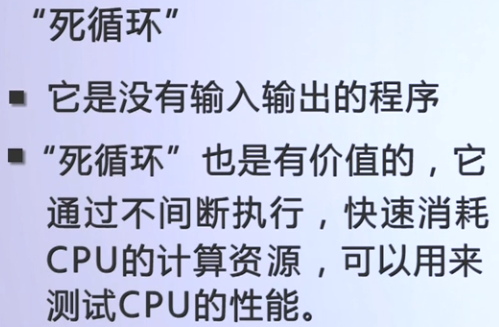 “死循环”
■ 它是没有输入输出的程序
■ “死循环”也是有价值的，它
通过不间断执行，快速消耗
CPU的计算资源，可以用来
测试CPU的性能。